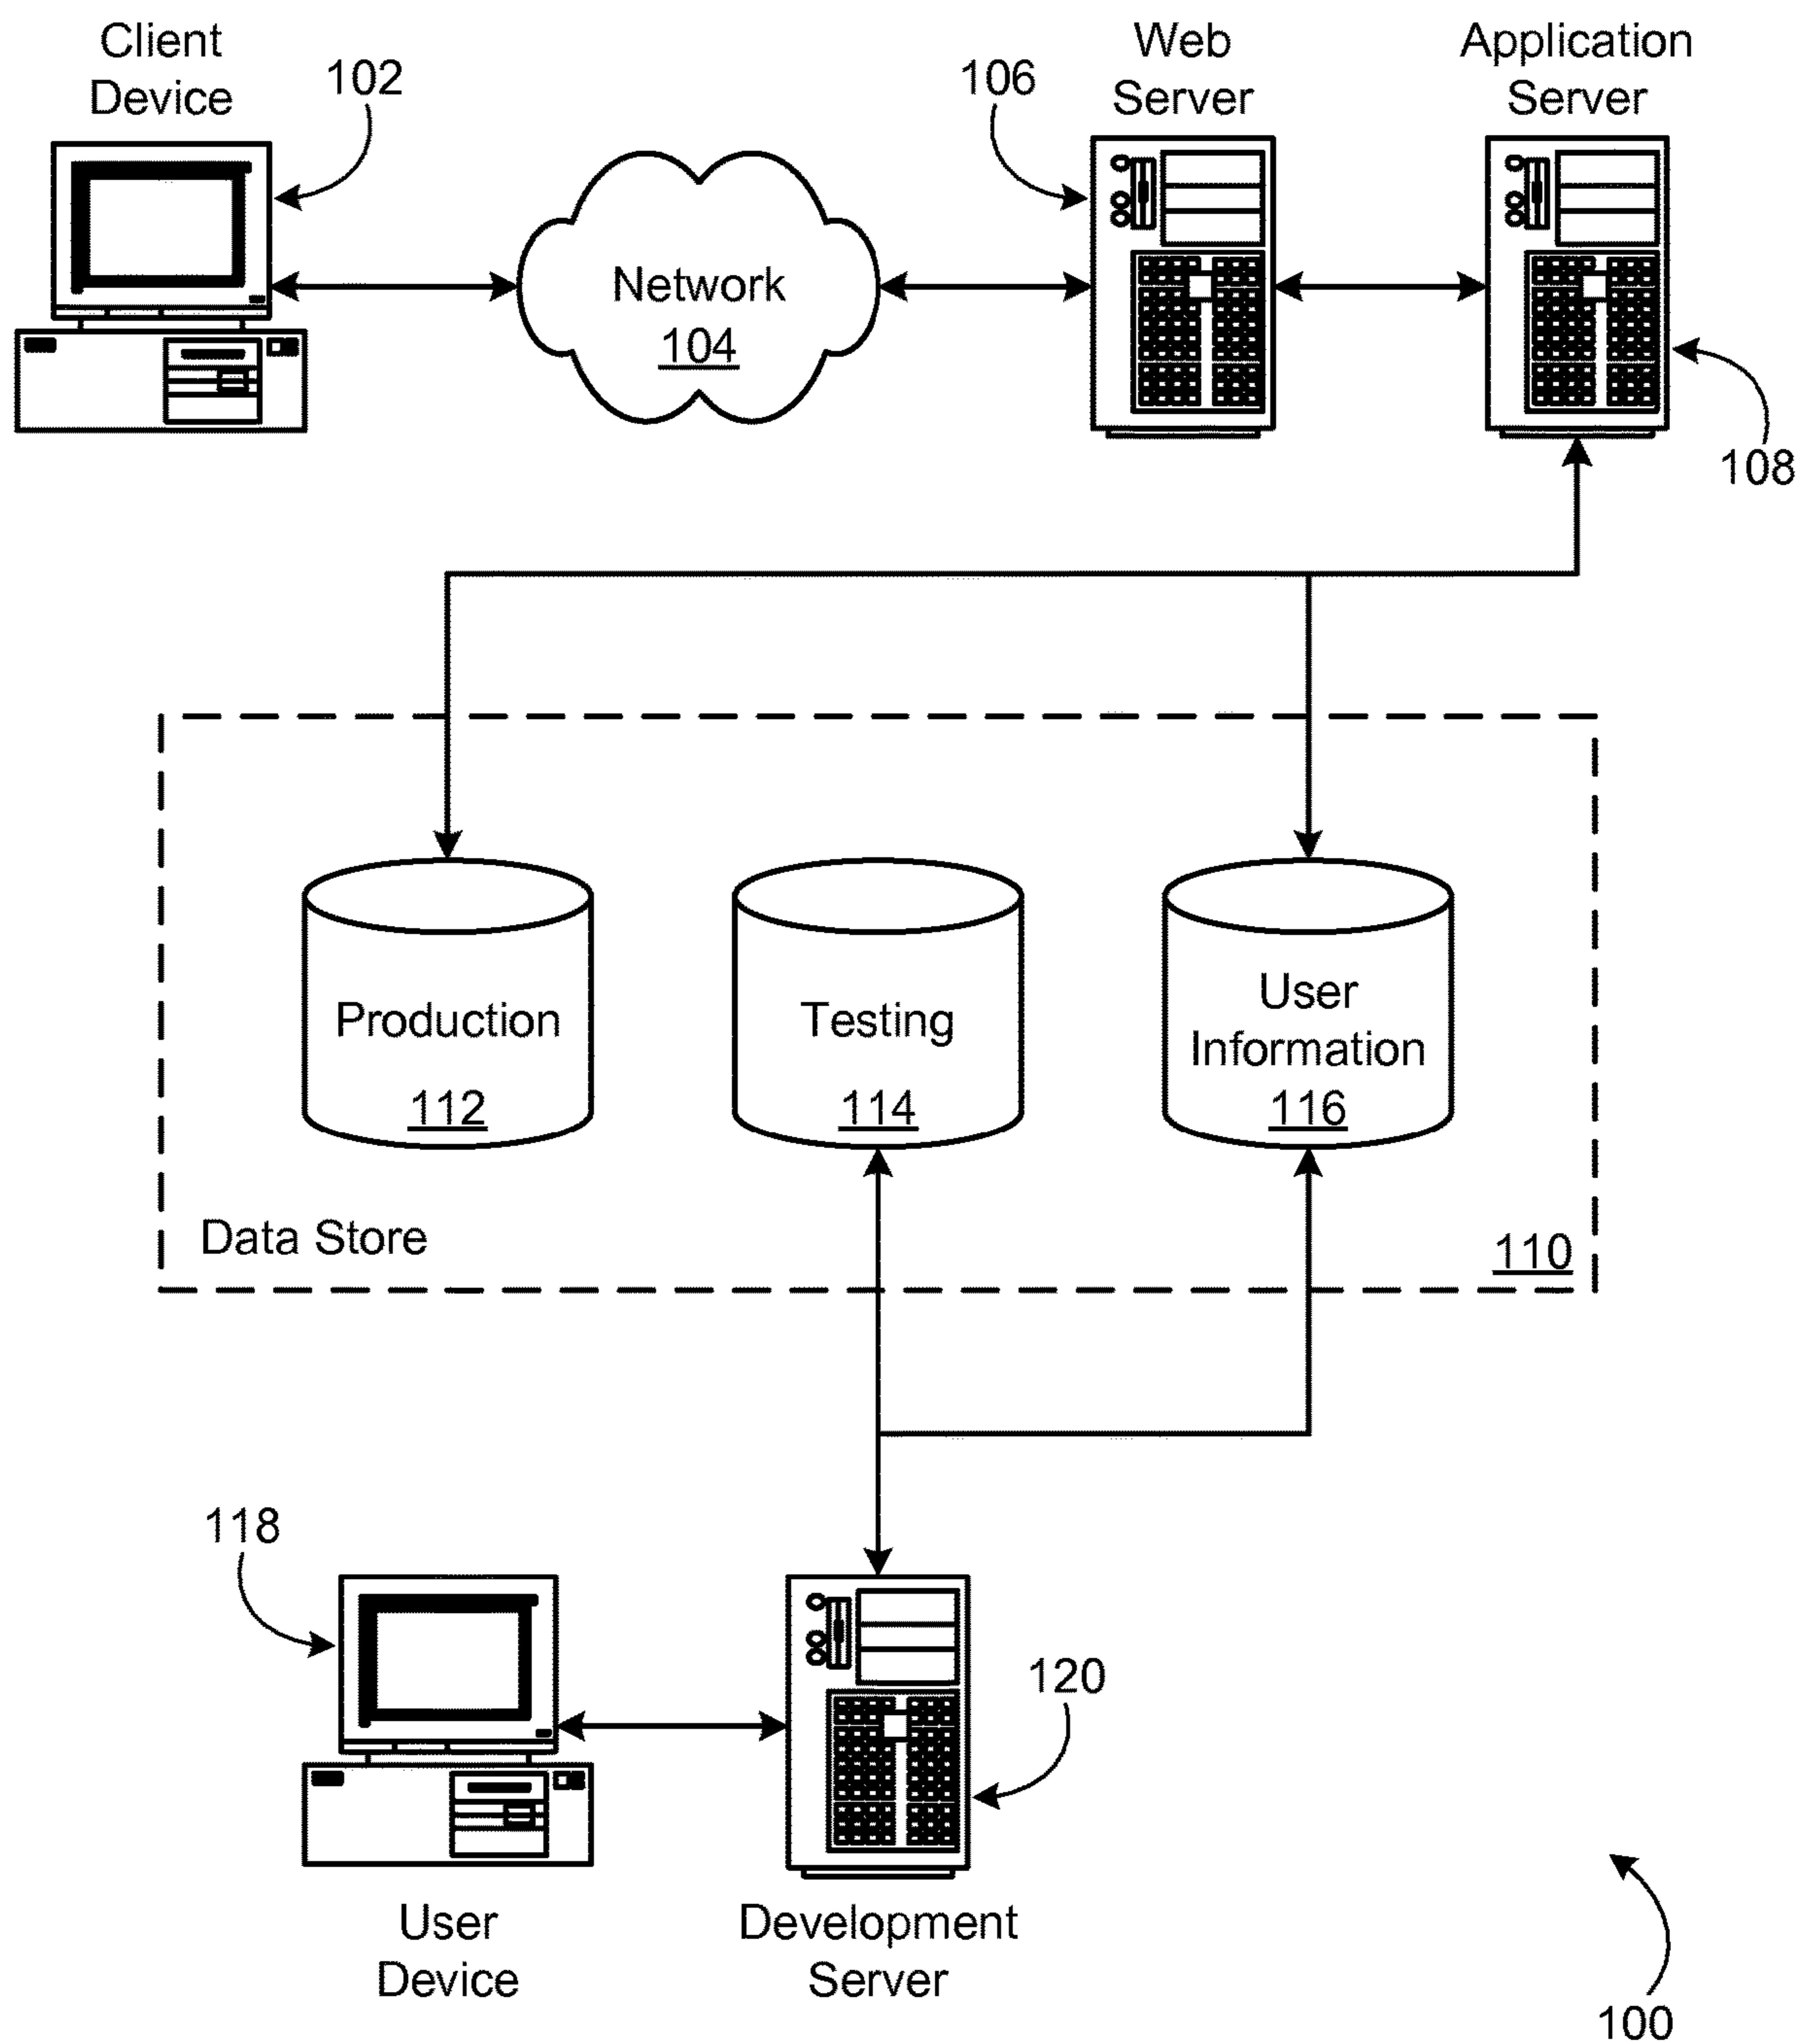 Client
Device
102
106
Web
Server
Application
Server
Network
104
108
Production
112
Testing
114
User
Information
116
Data Store
110
118
120
User
Device
Development
Server
100